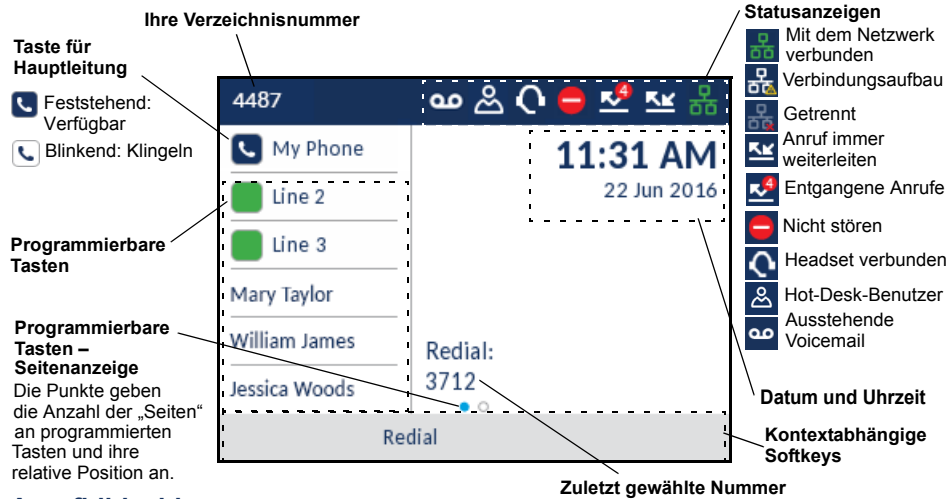 Ihre Verzeichnisnummer
Taste für
Hauptleitung
Feststehend:
Verfügbar
Blinkend: Klingeln
Programmierbare
Tasten
Programmierbare
Tasten –
Seitenanzeige
Die Punkte geben
die Anzahl der „Seiten“
an programmierten
Tasten und ihre
relative Position an.
4487
4
My Phone
Line 2
Line 3
Mary Taylor
William James
Jessica Woods
11:31 AM
22 Jun 2016
Redial:
3712
Redial
Zuletzt gewählte Nummer
Statusanzeigen
Mit dem Netzwerk
verbunden
Verbindungsaufbau
Getrennt
Anruf immer
weiterleiten
4
Entgangene Anrufe
Nicht stören
Headset verbunden
Hot-Desk-Benutzer
Ausstehende
Voicemail
Datum und Uhrzeit
Kontextabhängige
Softkeys